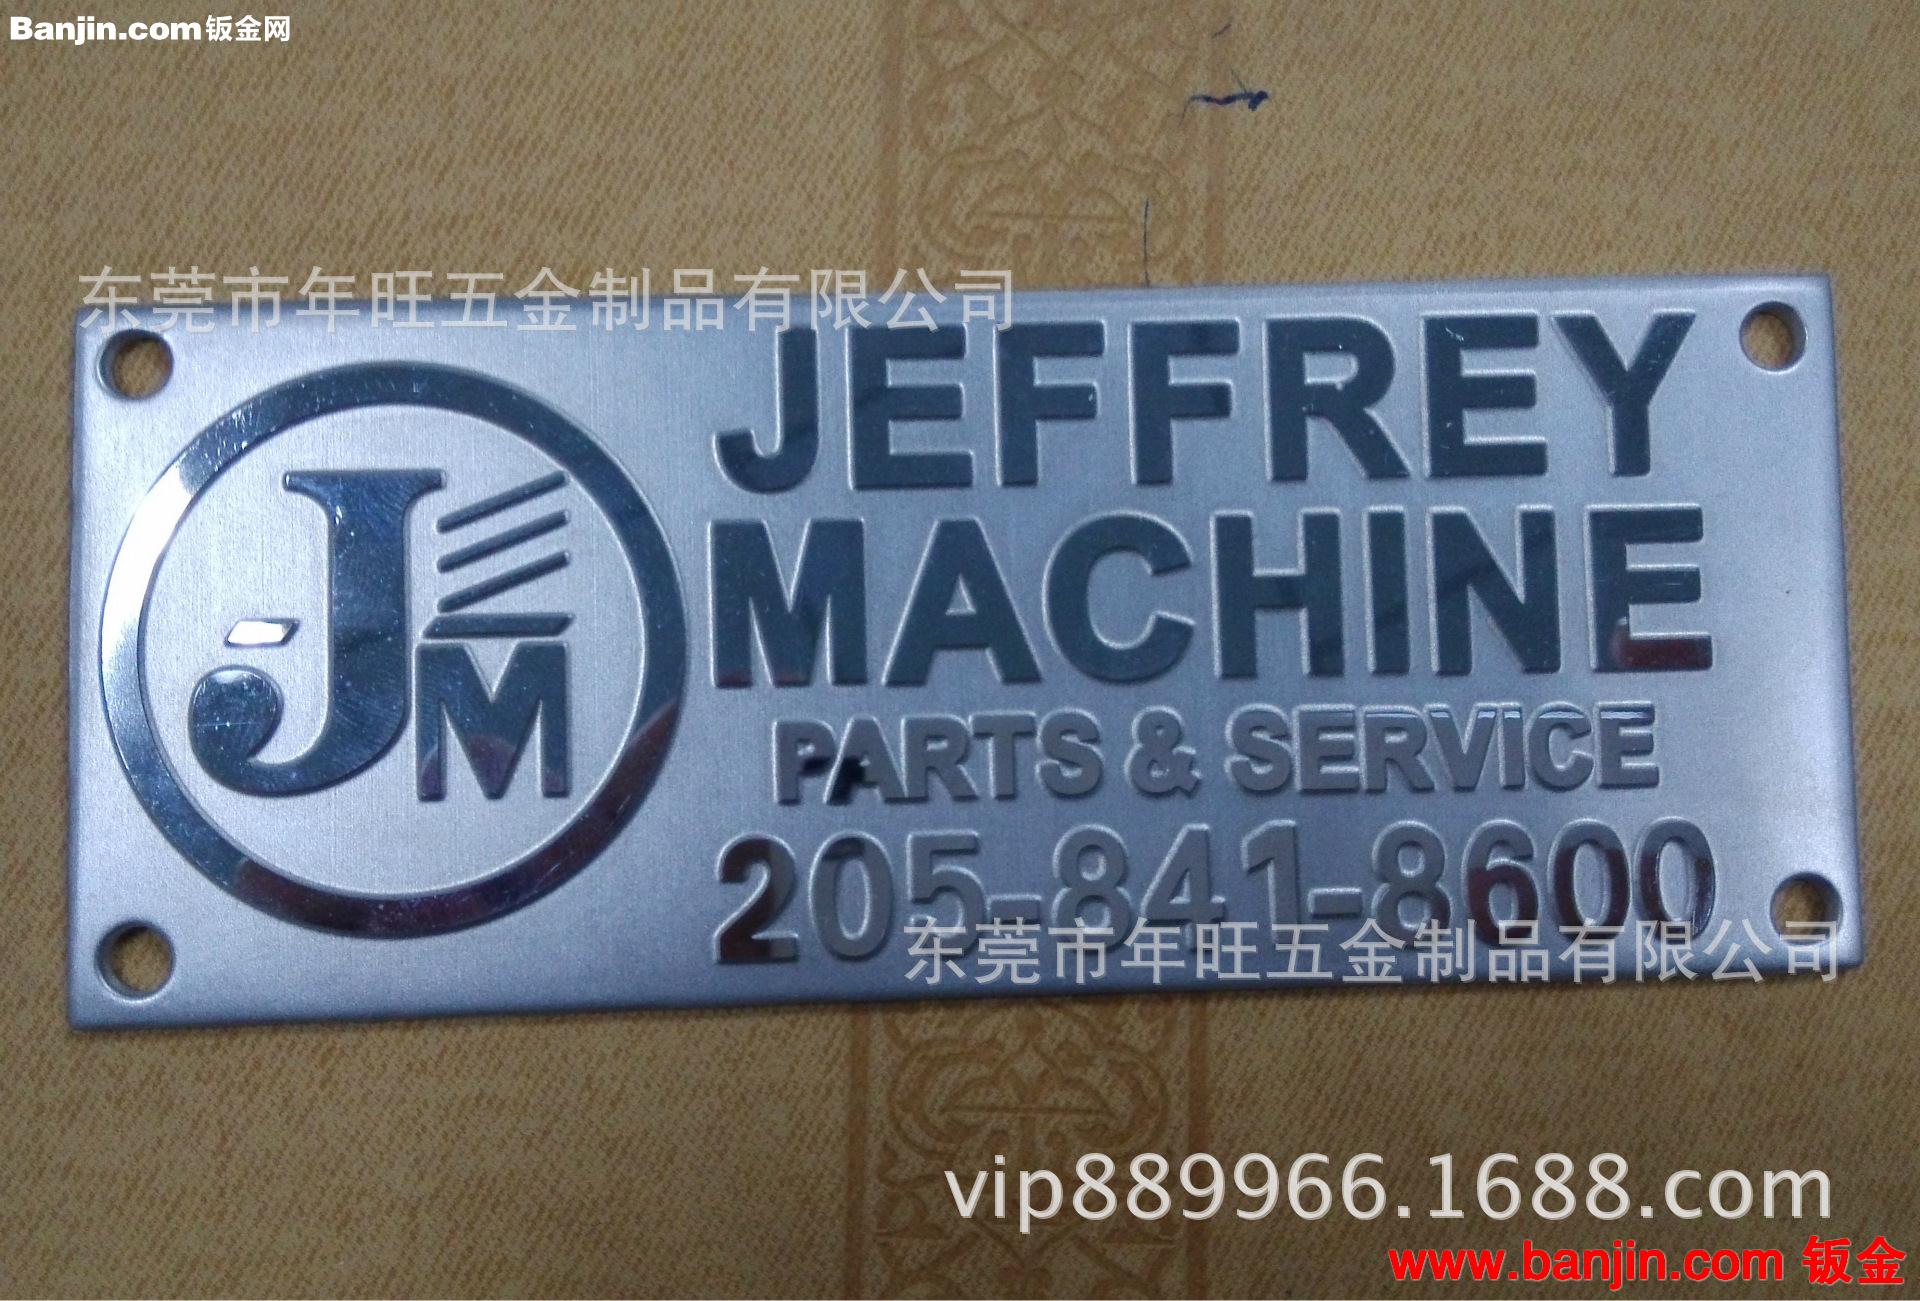 Banjin.com钣金网
东莞市年旺五金制品有限公司
JM
JEFFREY
MACHINE
PARTS & SERVICE
205-841-8600
东莞市年旺五金制品有限公司
vip889966.1688.com
www.banjin.com 钣金